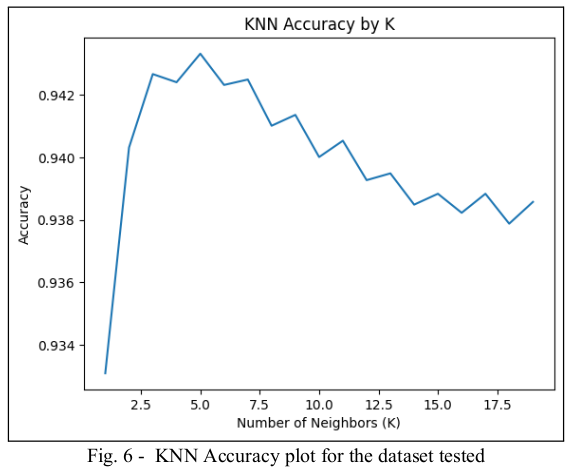 KNN Accuracy by K
Accuracy
0.942
0.940
0.938
0.936
0.934
2.5 5.0 7.5 10.0 12.5 15.0 17.5
Number of Neighbors (K)
Fig. 6 - KNN Accuracy plot for the dataset tested